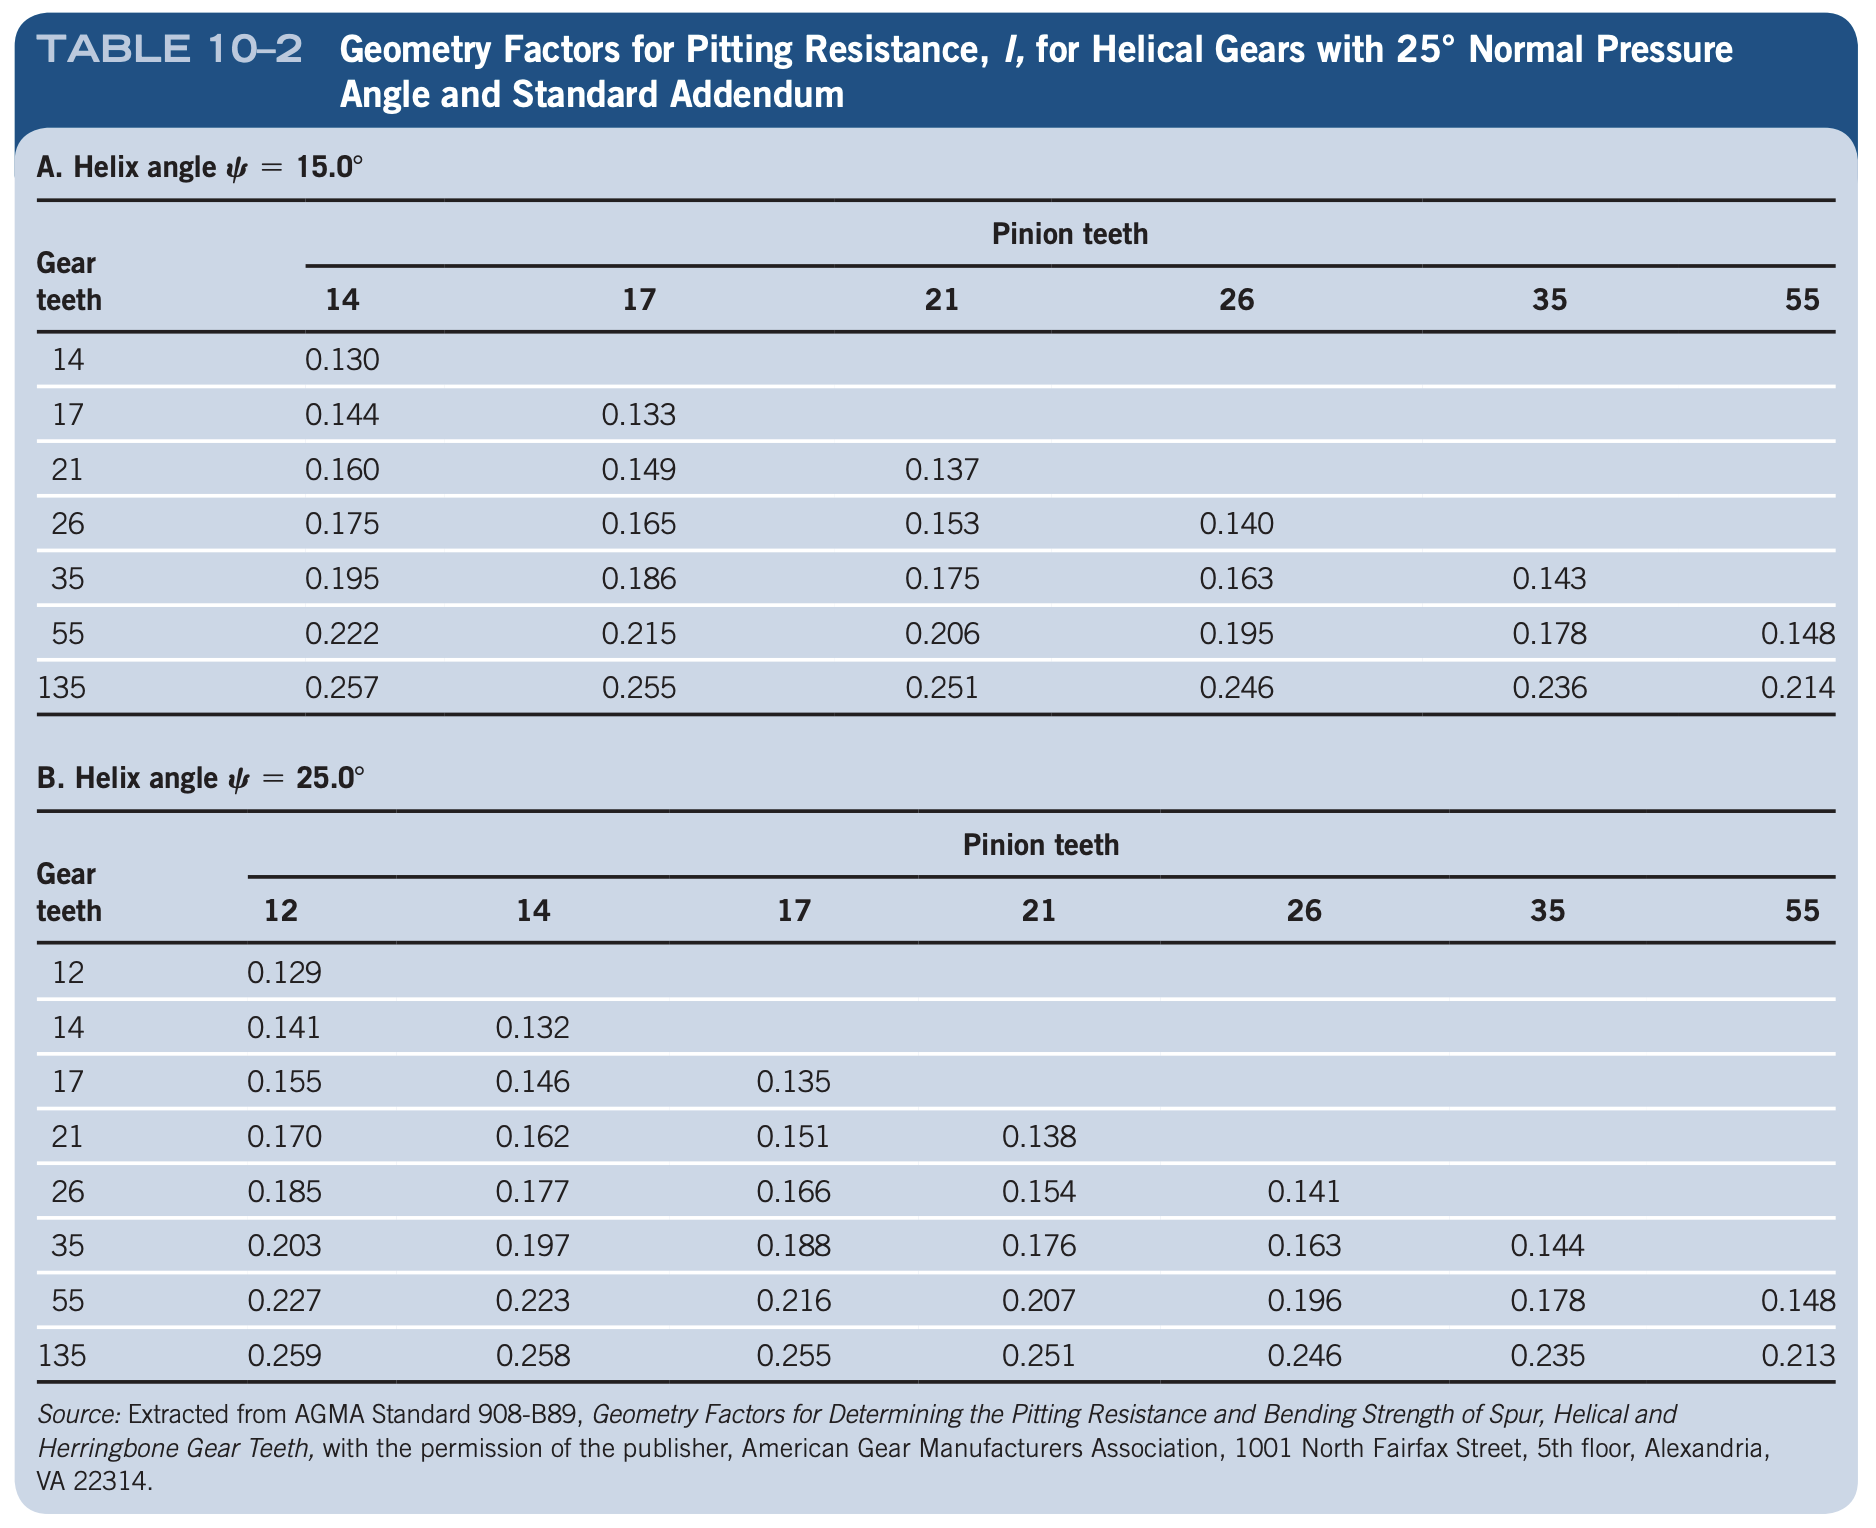 TABLE 10–2 Geometry Factors for Pitting Resistance, I, for Helical Gears with 25° Normal Pressure
Angle and Standard Addendum
A. Helix angle ψ = 15.0°
Pinion teeth
Gear
teeth 14 17 21 26 35 55
14 0.130
17 0.144 0.133
21 0.160 0.149 0.137
26 0.175 0.165 0.153 0.140
35 0.195 0.186 0.175 0.163 0.143
55 0.222 0.215 0.206 0.195 0.178 0.148
135 0.257 0.255 0.251 0.246 0.236 0.214
B. Helix angle ψ = 25.0°
Pinion teeth
Gear
teeth 12 14 17 21 26 35 55
12 0.129
14 0.141 0.132
17 0.155 0.146 0.135
21 0.170 0.162 0.151 0.138
26 0.185 0.177 0.166 0.154 0.141
35 0.203 0.197 0.188 0.176 0.163 0.144
55 0.227 0.223 0.216 0.207 0.196 0.178 0.148
135 0.259 0.258 0.255 0.251 0.246 0.235 0.213
Source: Extracted from AGMA Standard 908-B89, Geometry Factors for Determining the Pitting Resistance and Bending Strength of Spur, Helical and
Herringbone Gear Teeth, with the permission of the publisher, American Gear Manufacturers Association, 1001 North Fairfax Street, 5th floor, Alexandria,
VA 22314.